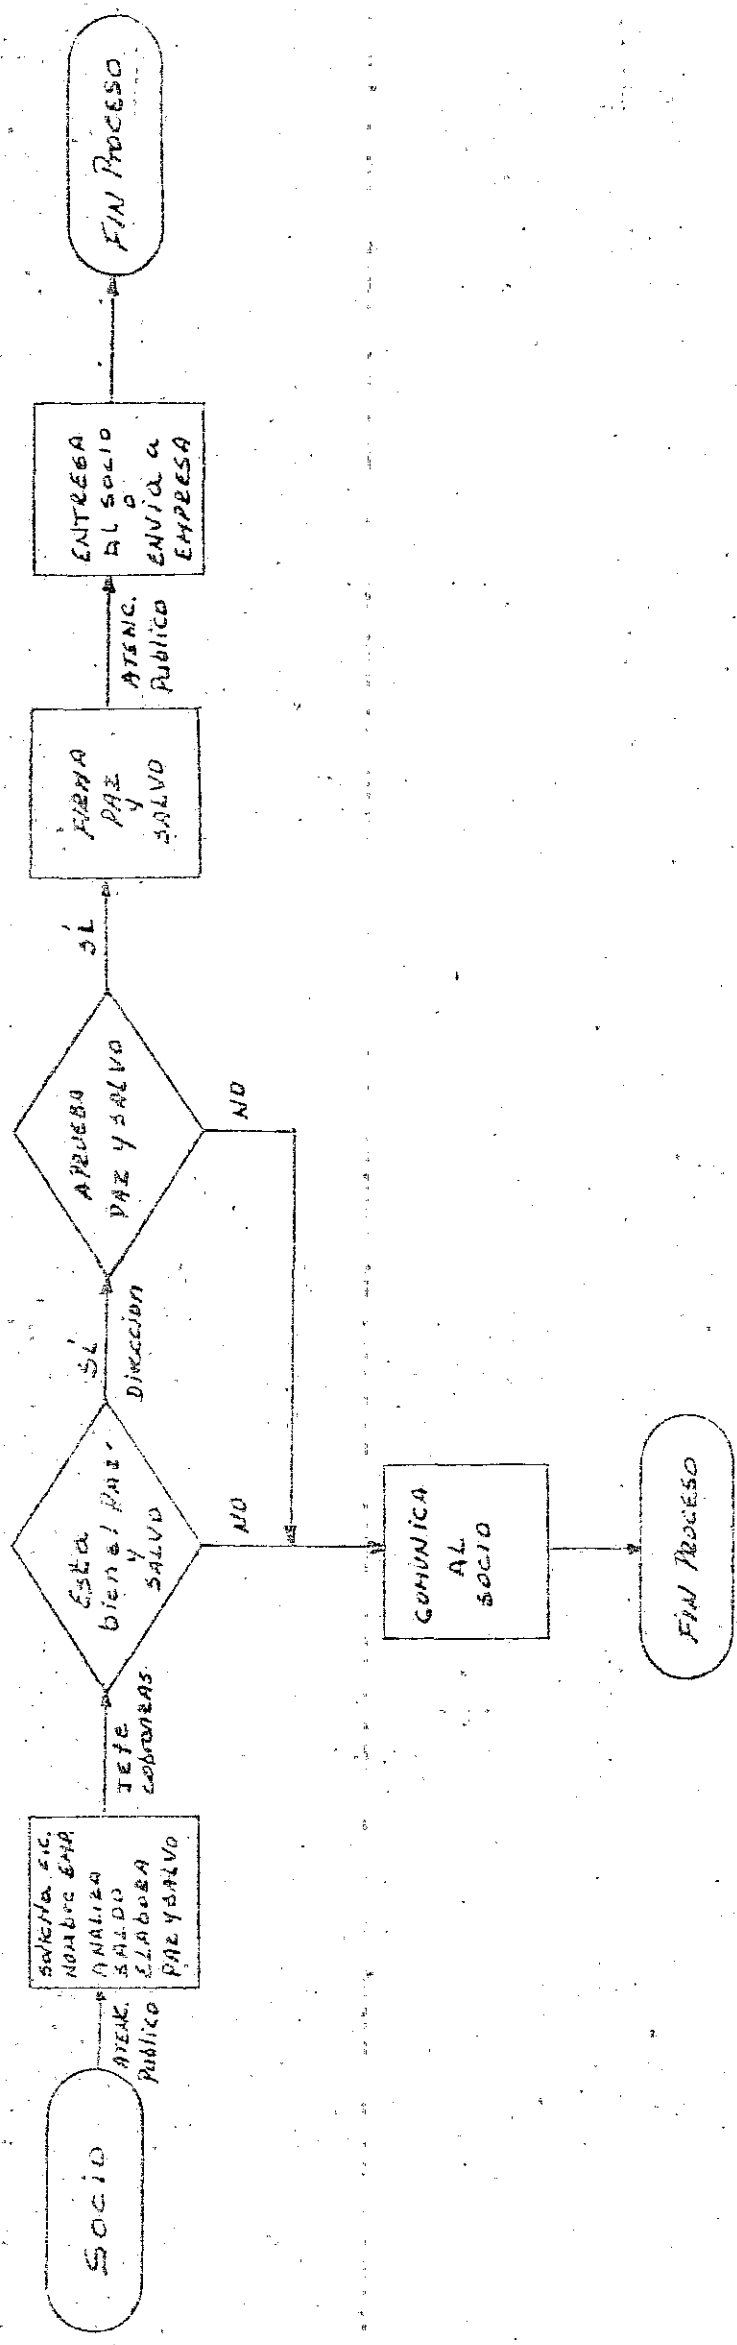 SOCIO
ATENC.
Publico
Solicita E.C.
NOMBRE EMP.
ANALIZA
SALDO
ELABORA
PAZ Y SALVO
JEFE
COBRANZAS
Esta
bien el PAZ
Y
SALVO
SÍ
Direccion
NO
APRUEBA
PAZ Y SALVO
SÍ
NO
FIRMA
PAZ
Y
SALVO
ATENC.
Publico
ENTREGA
AL SOCIO
O
ENVIA a
EMPRESA
FIN PROCESO
COMUNICA
AL
SOCIO
FIN PROCESO